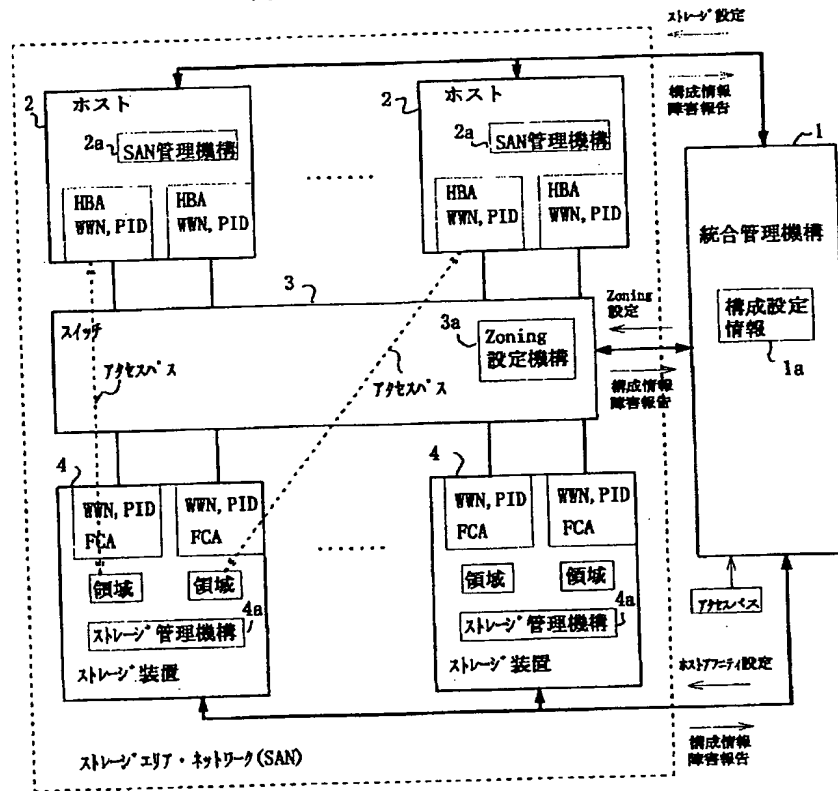 ストレージ設定
構成情報
障害報告
2
ホスト
2a
SAN管理機構
HBA
WWN, PID
HBA
WWN, PID
‥‥‥
2
ホスト
2a
SAN管理機構
HBA
WWN, PID
HBA
WWN, PID
1
統合管理機構
構成設定
情報
1a
3
スイッチ
3a
Zoning
設定機構
アクセスパス
アクセスパス
Zoning
設定
構成情報
障害報告
4
WWN, PID
FCA
WWN, PID
FCA
領域
領域
4a
ストレージ管理機構
ストレージ装置
‥‥‥
4
WWN, PID
FCA
WWN, PID
FCA
領域
領域
4a
ストレージ管理機構
ストレージ装置
アクセスパス
ホストアフィニティ設定
構成情報
障害報告
ストレージエリア・ネットワーク(SAN)